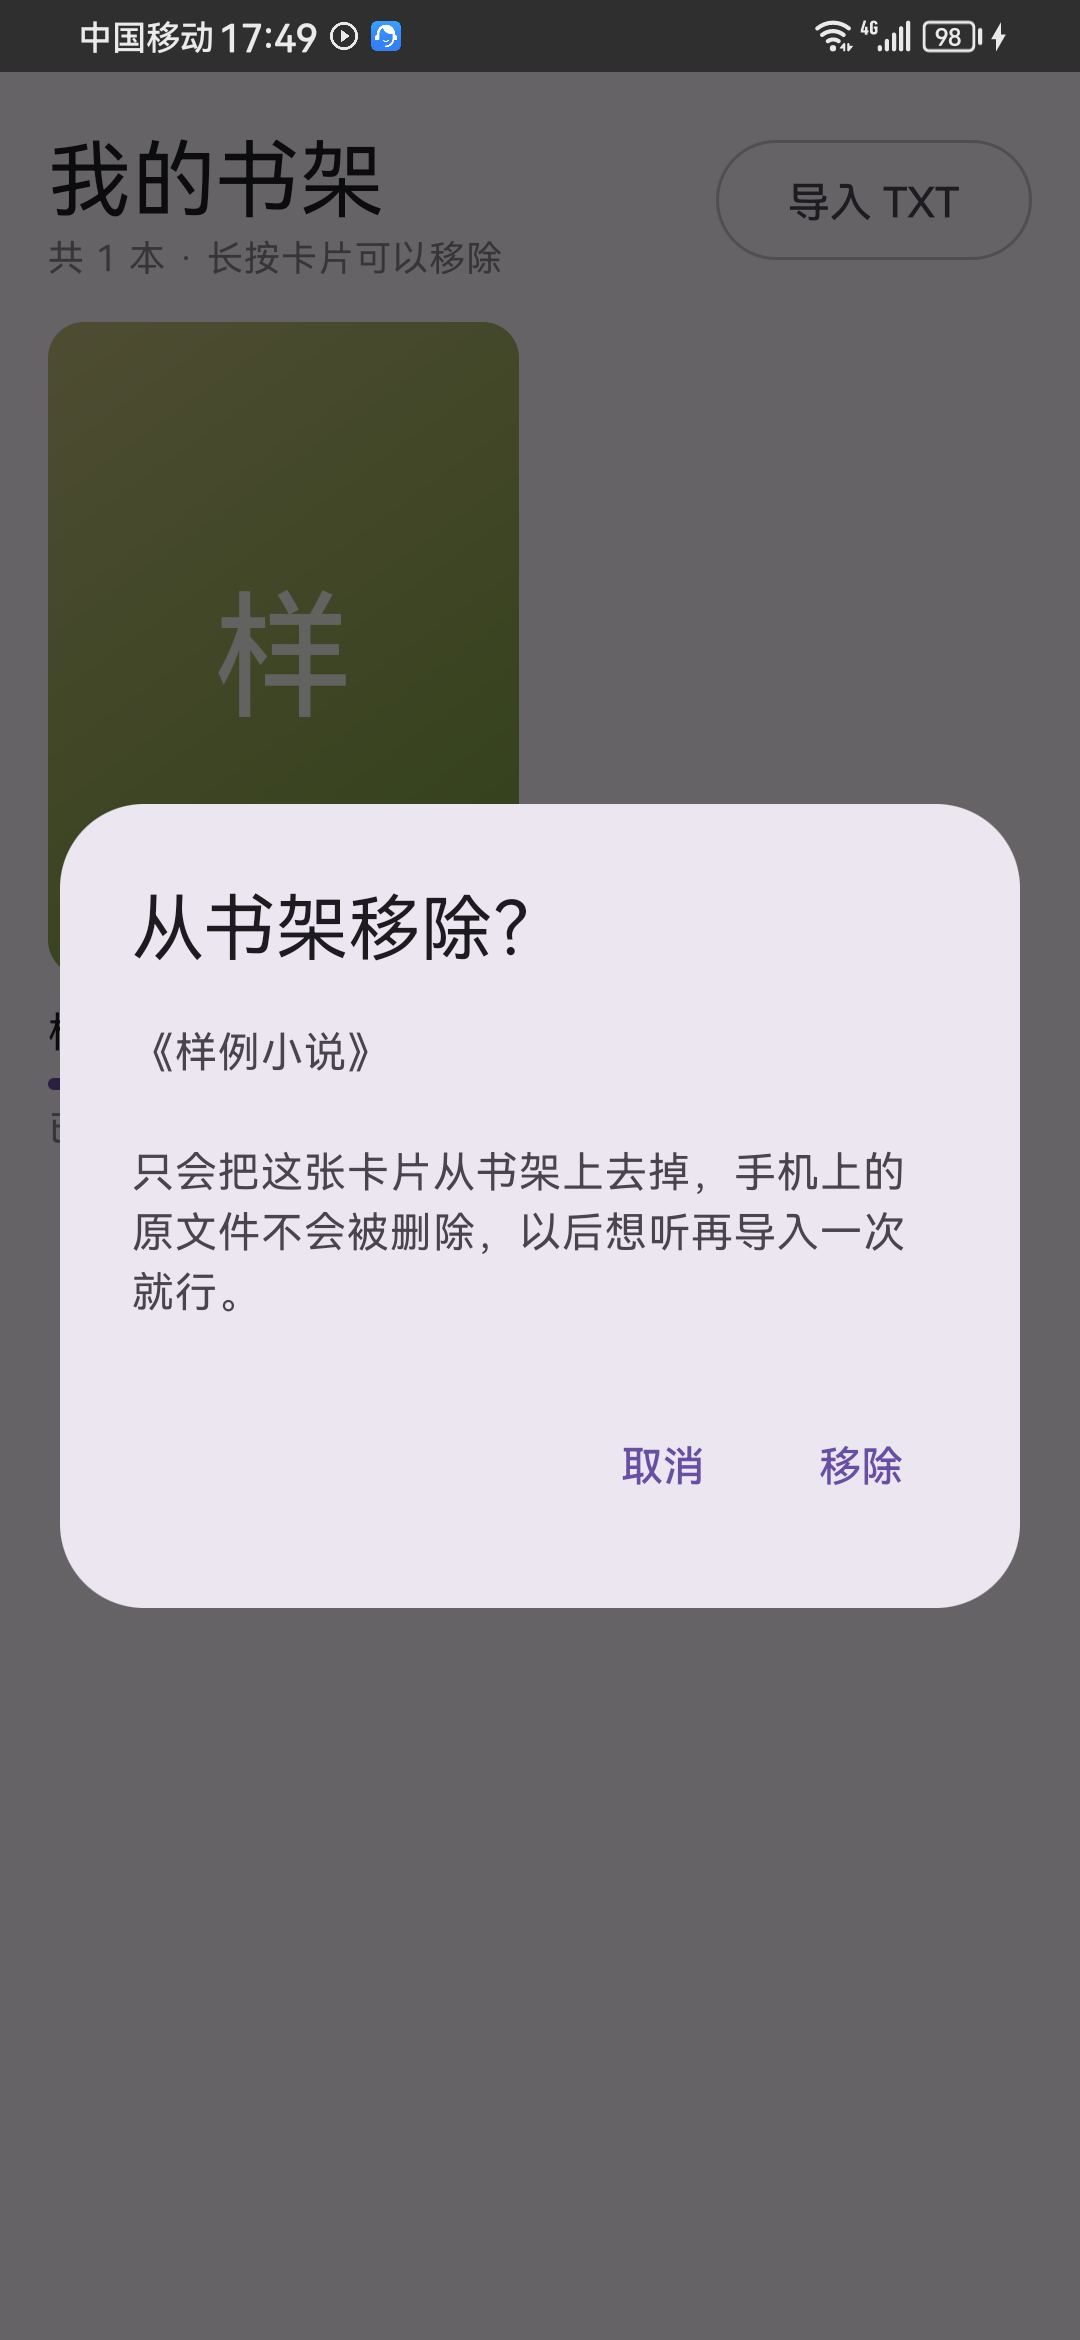 中国移动 17:49 4G 98
我的书架
导入 TXT
共 1 本 · 长按卡片可以移除
样
从书架移除?
《样例小说》
只会把这张卡片从书架上去掉，手机上的
原文件不会被删除，以后想听再导入一次
就行。
取消 移除